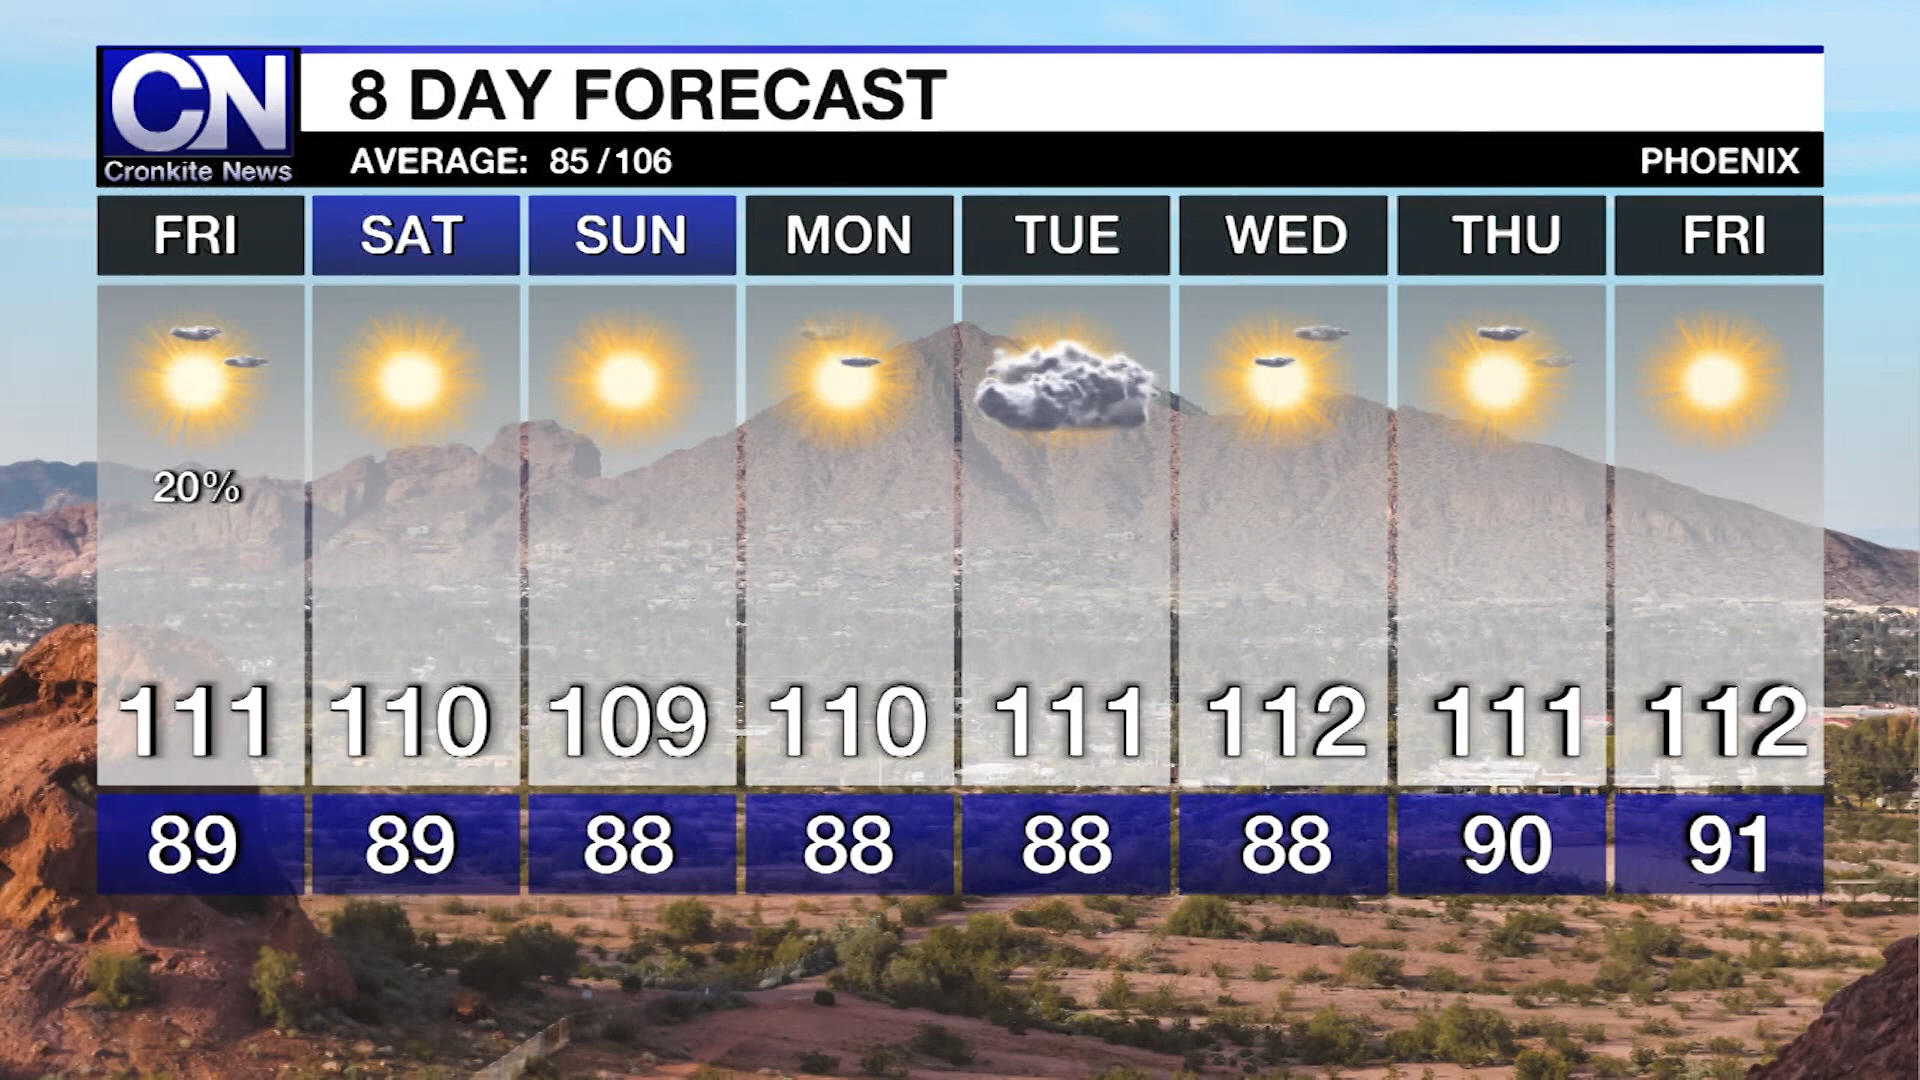 CN
Cronkite News
8 DAY FORECAST
AVERAGE: 85 / 106
PHOENIX
FRI SAT SUN MON TUE WED THU FRI
20%
111 110 109 110 111 112 111 112
89 89 88 88 88 88 90 91